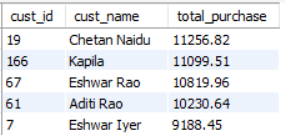 cust_id cust_name total_purchase
19 Chetan Naidu 11256.82
166 Kapila 11099.51
67 Eshwar Rao 10819.96
61 Aditi Rao 10230.64
7 Eshwar Iyer 9188.45